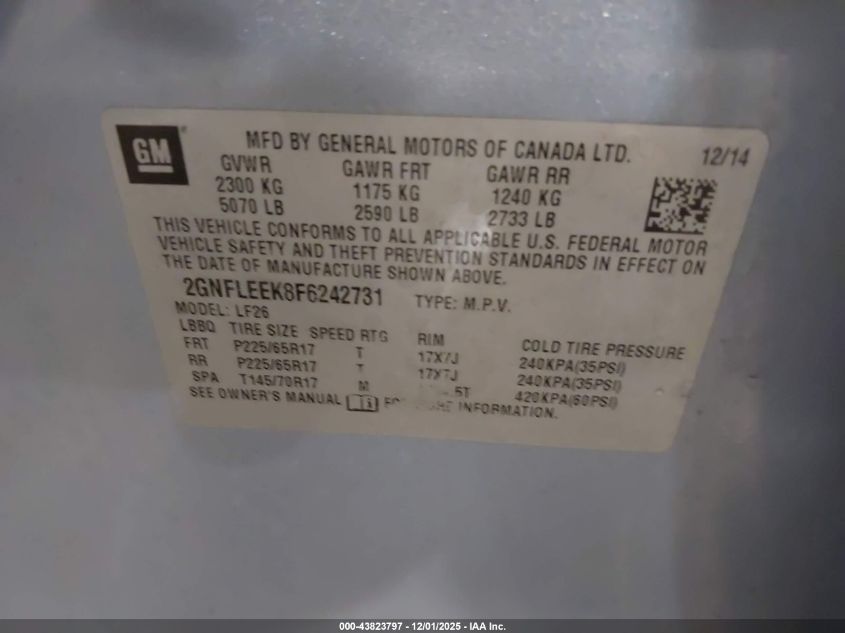 GM
MFD BY GENERAL MOTORS OF CANADA LTD. 12/14
GVWR GAWR FRT GAWR RR
2300 KG 1175 KG 1240 KG
5070 LB 2590 LB 2733 LB
THIS VEHICLE CONFORMS TO ALL APPLICABLE U.S. FEDERAL MOTOR
VEHICLE SAFETY AND THEFT PREVENTION STANDARDS IN EFFECT ON
THE DATE OF MANUFACTURE SHOWN ABOVE.
2GNFLEEK8F6242731 TYPE: M.P.V.
MODEL: LF26
LBBQ TIRE SIZE SPEED RTG RIM COLD TIRE PRESSURE
FRT P225/65R17 T 17X7J 240KPA(35PSI)
RR P225/65R17 T 17X7J 240KPA(35PSI)
SPA T145/70R17 M 420KPA(60PSI)
SEE OWNER'S MANUAL INFORMATION.
000-43823797 - 12/01/2025 - IAA Inc.